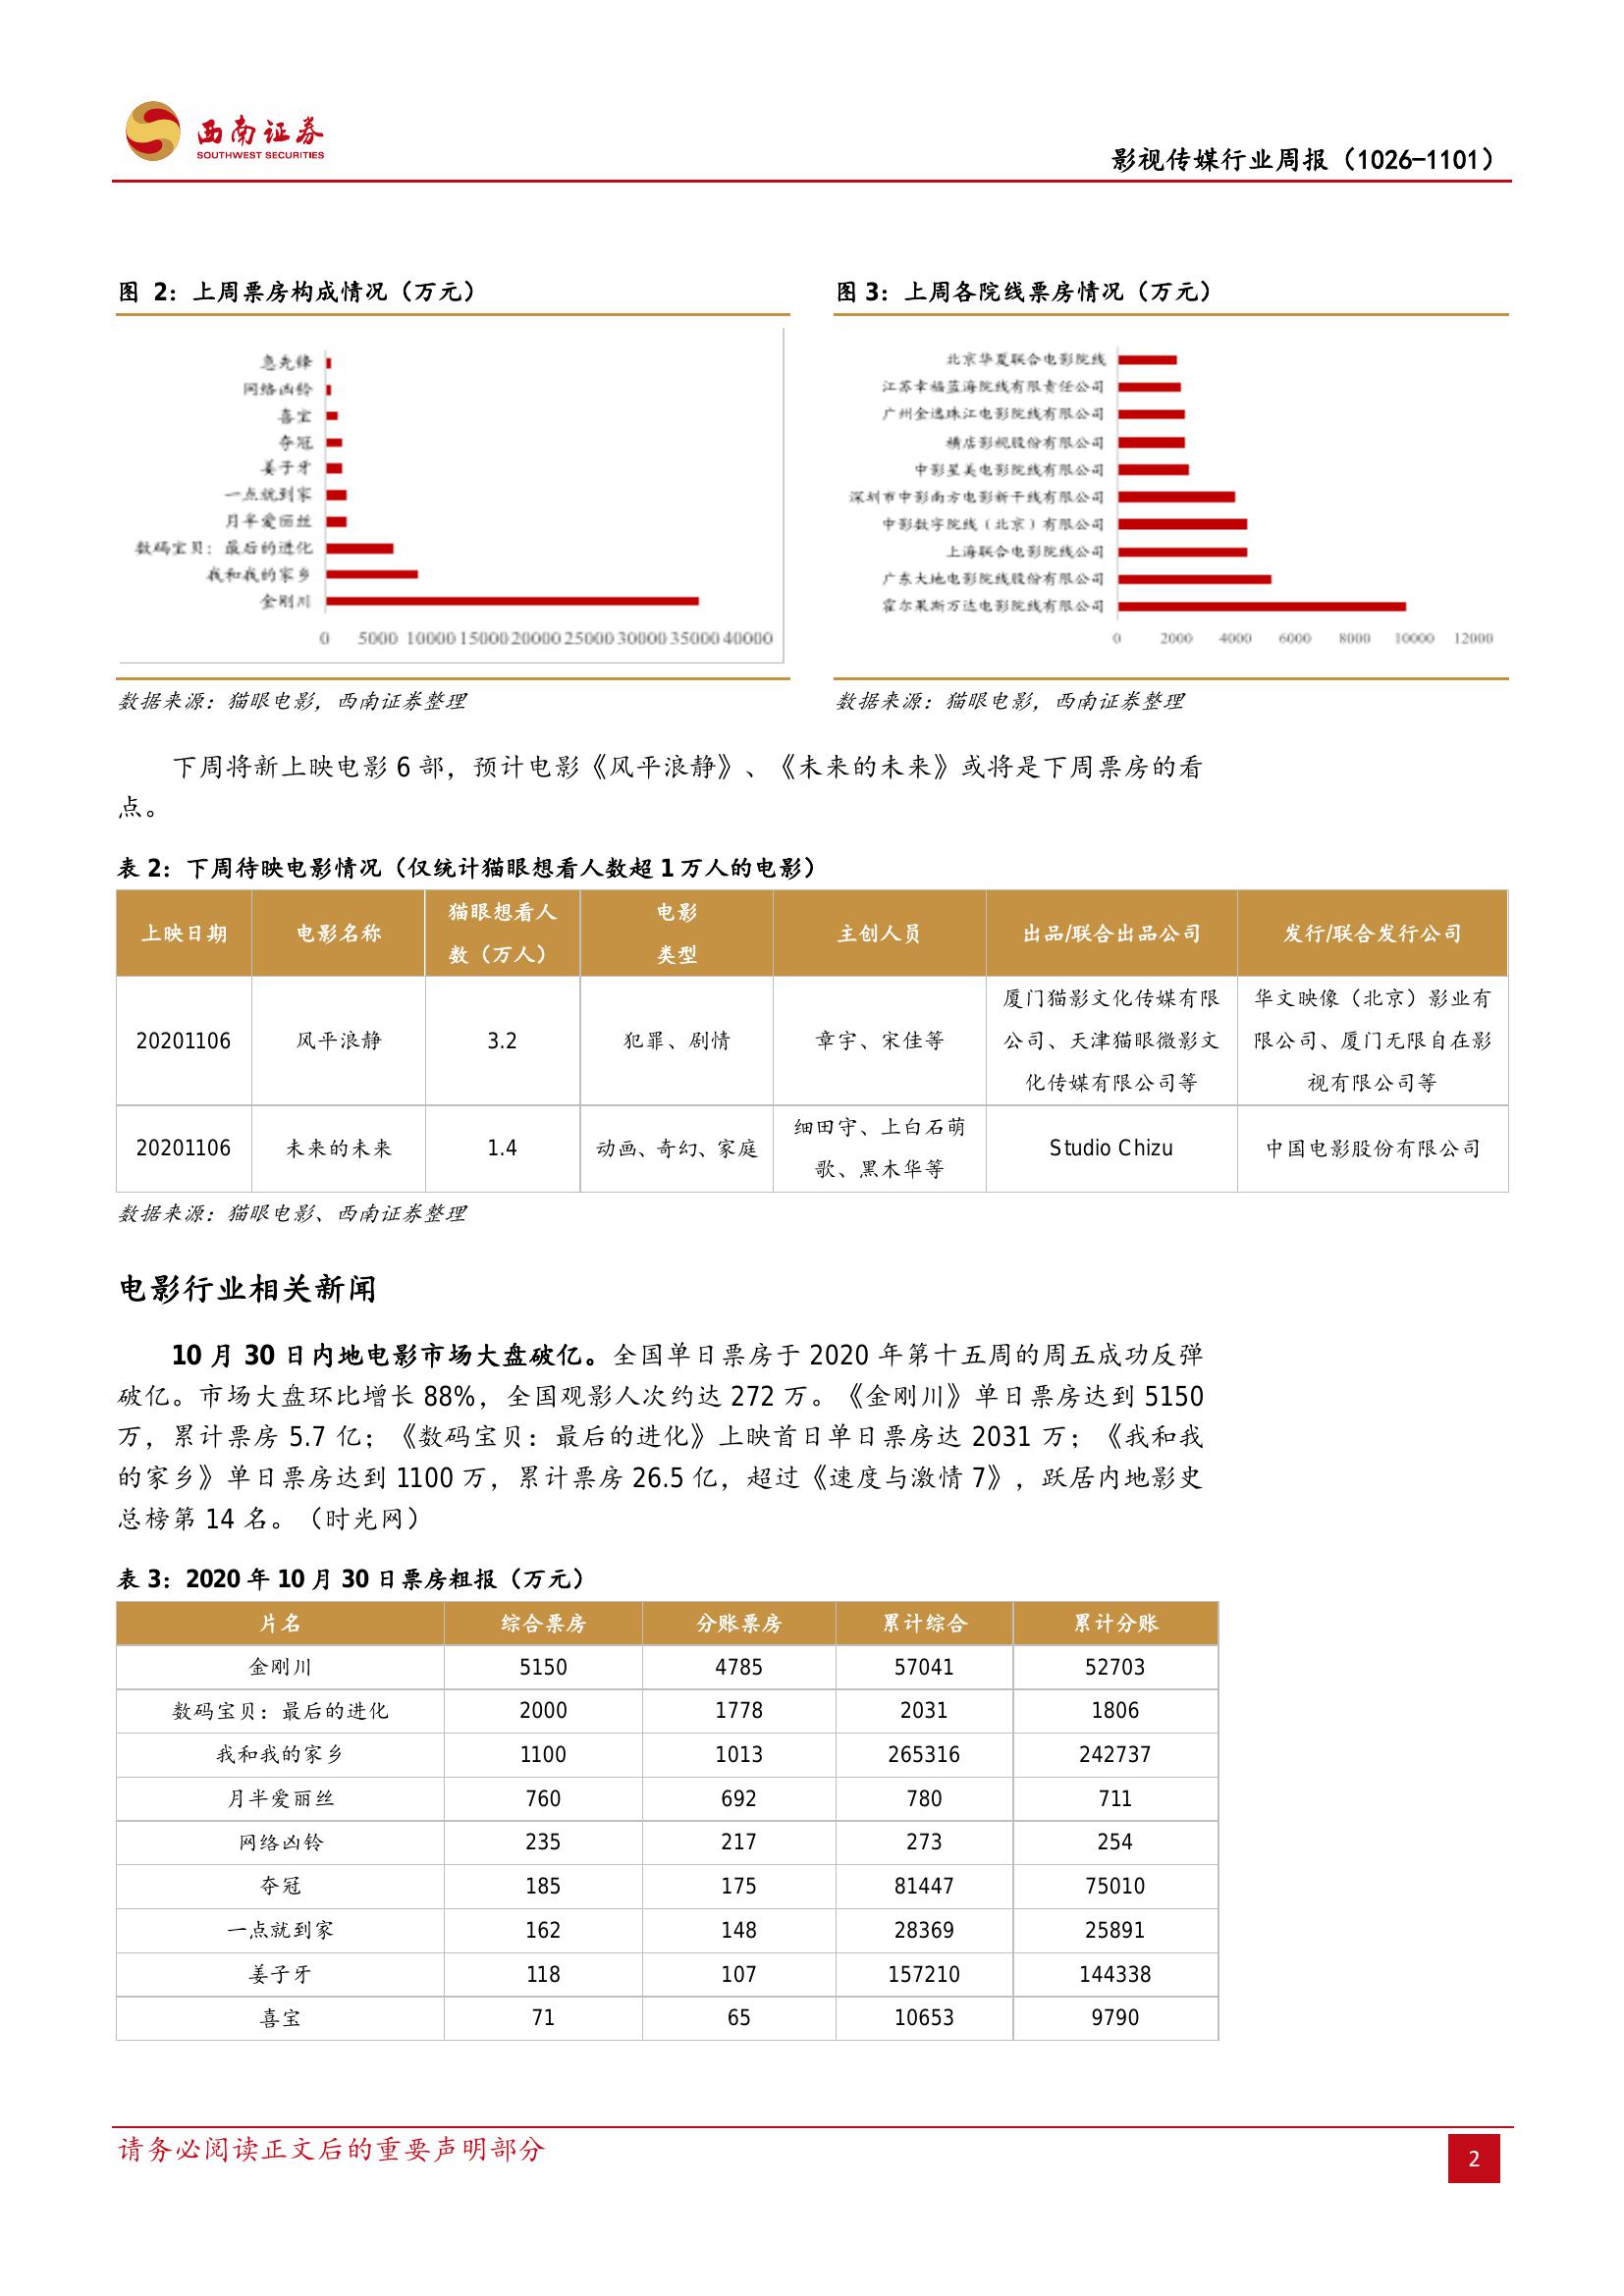 西南证券
SOUTHWEST SECURITIES
影视传媒行业周报（1026-1101）
图 2：上周票房构成情况（万元）
急先锋
网络凶铃
喜宝
夺冠
姜子牙
一点就到家
月半爱丽丝
数码宝贝：最后的进化
我和我的家乡
金刚川
0 5000 10000 15000 20000 25000 30000 35000 40000
数据来源：猫眼电影，西南证券整理
图 3：上周各院线票房情况（万元）
北京华夏联合电影院线
江苏幸福蓝海院线有限责任公司
广州金逸珠江电影院线有限公司
横店影视股份有限公司
中影星美电影院线有限公司
深圳市中影南方电影新干线有限公司
中影数字院线（北京）有限公司
上海联合电影院线公司
广东大地电影院线股份有限公司
霍尔果斯万达电影院线有限公司
0 2000 4000 6000 8000 10000 12000
数据来源：猫眼电影，西南证券整理
下周将新上映电影 6 部，预计电影《风平浪静》、《未来的未来》或将是下周票房的看
点。
表 2：下周待映电影情况（仅统计猫眼想看人数超 1 万人的电影）
上映日期 电影名称 猫眼想看人数（万人） 电影类型 主创人员 出品/联合出品公司 发行/联合发行公司
20201106 风平浪静 3.2 犯罪、剧情 章宇、宋佳等 厦门猫影文化传媒有限公司、天津猫眼微影文化传媒有限公司等 华文映像（北京）影业有限公司、厦门无限自在影视有限公司等
20201106 未来的未来 1.4 动画、奇幻、家庭 细田守、上白石萌歌、黑木华等 Studio Chizu 中国电影股份有限公司
数据来源：猫眼电影、西南证券整理
电影行业相关新闻
10 月 30 日内地电影市场大盘破亿。全国单日票房于 2020 年第十五周的周五成功反弹
破亿。市场大盘环比增长 88%，全国观影人次约达 272 万。《金刚川》单日票房达到 5150
万，累计票房 5.7 亿；《数码宝贝：最后的进化》上映首日单日票房达 2031 万；《我和我
的家乡》单日票房达到 1100 万，累计票房 26.5 亿，超过《速度与激情 7》，跃居内地影史
总榜第 14 名。（时光网）
表 3：2020 年 10 月 30 日票房粗报（万元）
片名 综合票房 分账票房 累计综合 累计分账
金刚川 5150 4785 57041 52703
数码宝贝：最后的进化 2000 1778 2031 1806
我和我的家乡 1100 1013 265316 242737
月半爱丽丝 760 692 780 711
网络凶铃 235 217 273 254
夺冠 185 175 81447 75010
一点就到家 162 148 28369 25891
姜子牙 118 107 157210 144338
喜宝 71 65 10653 9790
请务必阅读正文后的重要声明部分
2